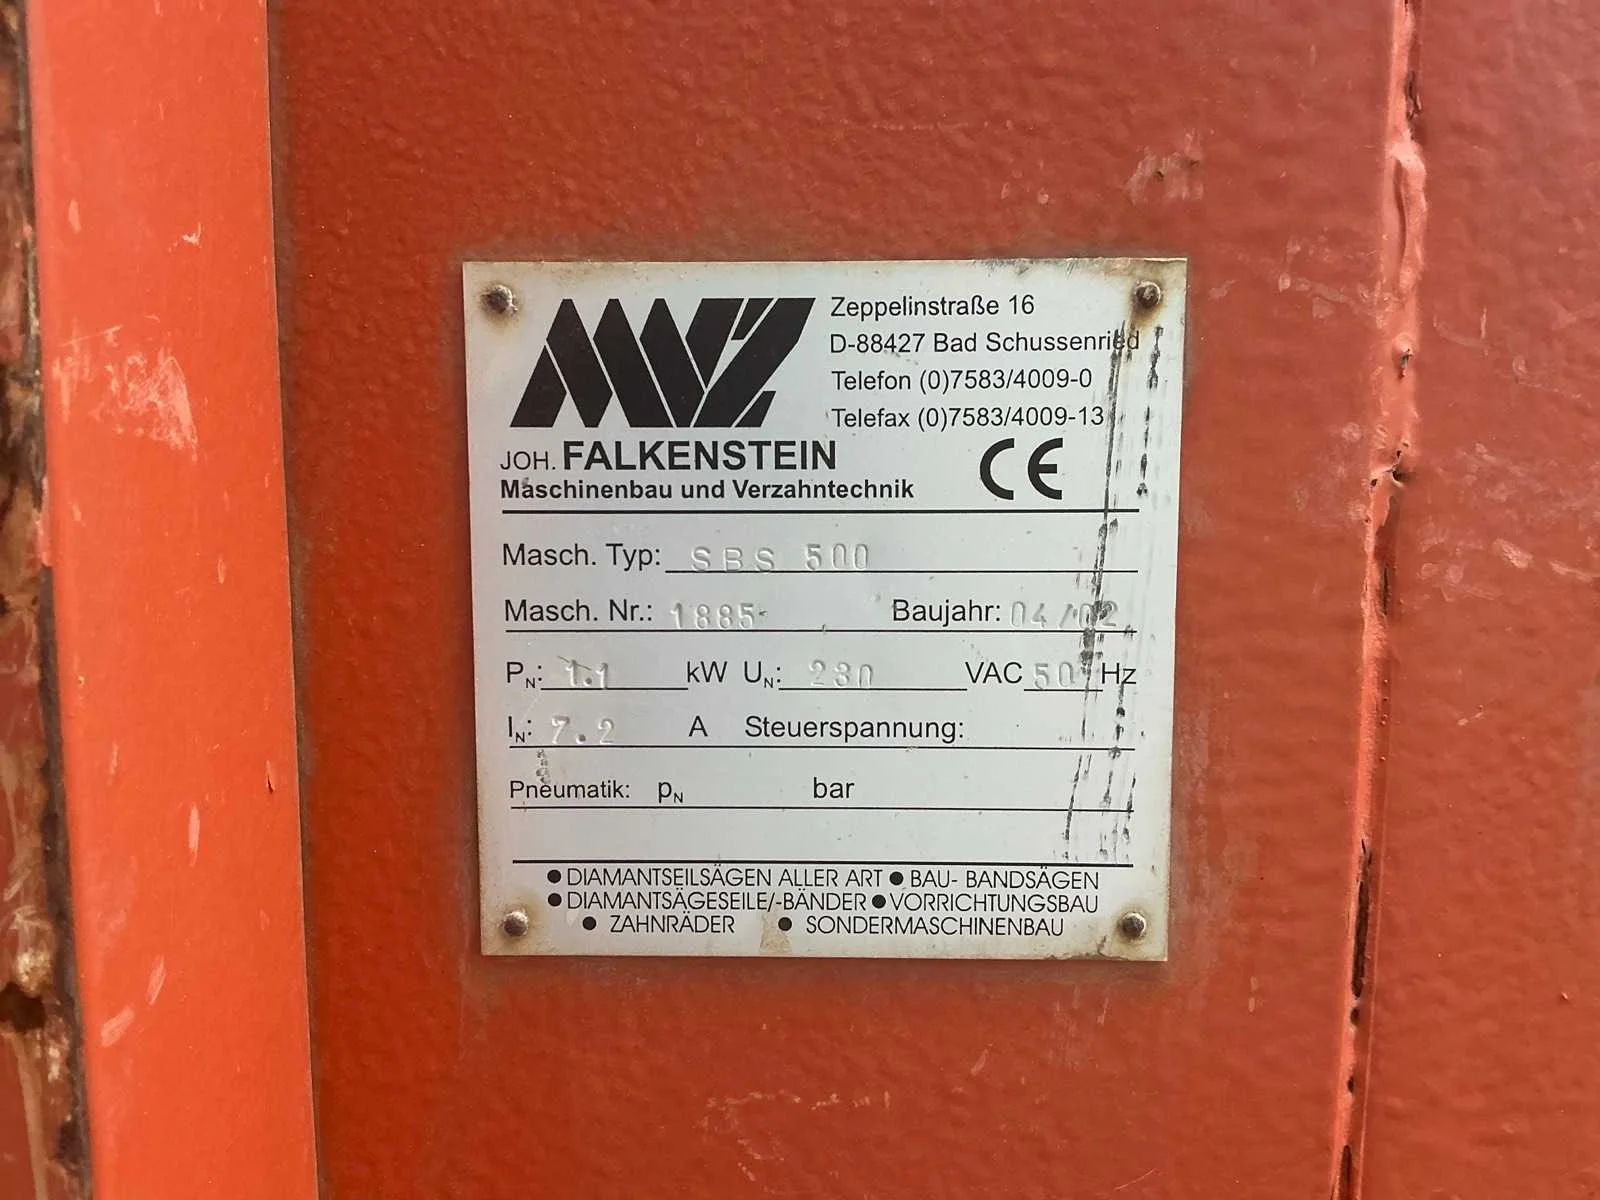 MVZ
Zeppelinstraße 16
D-88427 Bad Schussenried
Telefon (0)7583/4009-0
Telefax (0)7583/4009-13
JOH. FALKENSTEIN
CE
Maschinenbau und Verzahntechnik
Masch. Typ: SBS 500
Masch. Nr.: 1885 Baujahr: 04/02
PN: 1.1 kW UN: 230 VAC 50 Hz
IN: 7.2 A Steuerspannung:
Pneumatik: pN bar
● DIAMANTSEILSÄGEN ALLER ART ● BAU- BANDSÄGEN
● DIAMANTSÄGESEILE/-BÄNDER ● VORRICHTUNGSBAU
● ZAHNRÄDER ● SONDERMASCHINENBAU